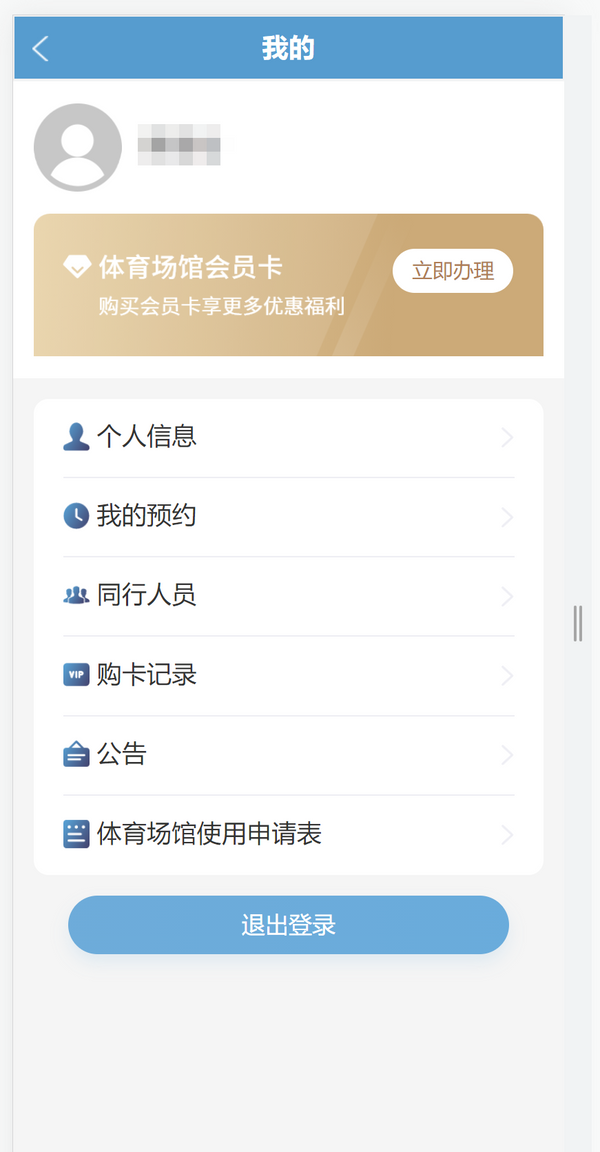 我的
体育场馆会员卡
立即办理
购买会员卡享更多优惠福利
个人信息
我的预约
同行人员
VIP 购卡记录
公告
体育场馆使用申请表
退出登录